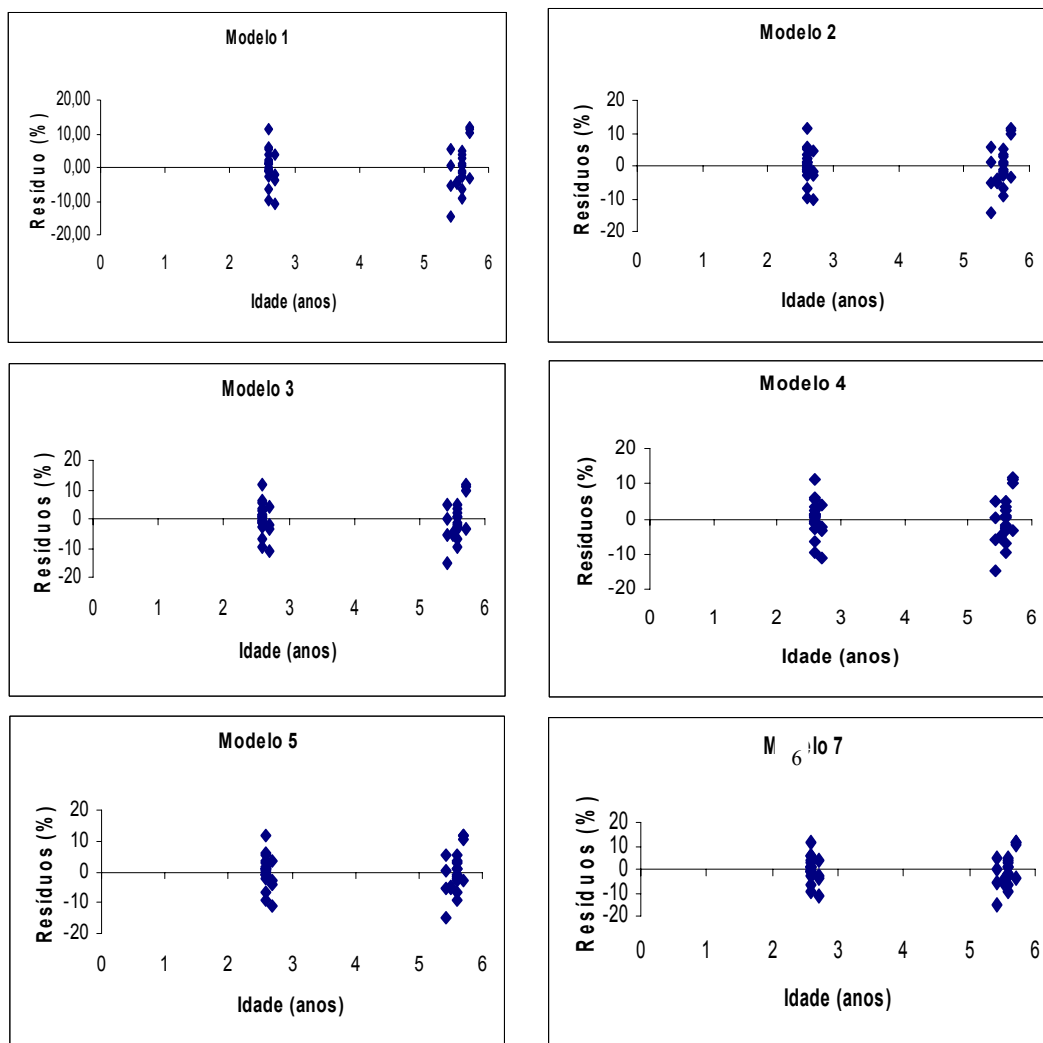 Modelo 1
Resíduo (%)
20,00
10,00
0,00
-10,00
-20,00
0 1 2 3 4 5 6
Idade (anos)
Modelo 2
Resíduos (%)
20
10
0
-10
-20
0 1 2 3 4 5 6
Idade (anos)
Modelo 3
Resíduos (%)
20
10
0
-10
-20
0 1 2 3 4 5 6
Idade (anos)
Modelo 4
Resíduos (%)
20
10
0
-10
-20
0 1 2 3 4 5 6
Idade (anos)
Modelo 5
Resíduos (%)
20
10
0
-10
-20
0 1 2 3 4 5 6
Idade (anos)
M 6 lo 7
Resíduos (%)
20
10
0
-10
-20
0 1 2 3 4 5 6
Idade (anos)